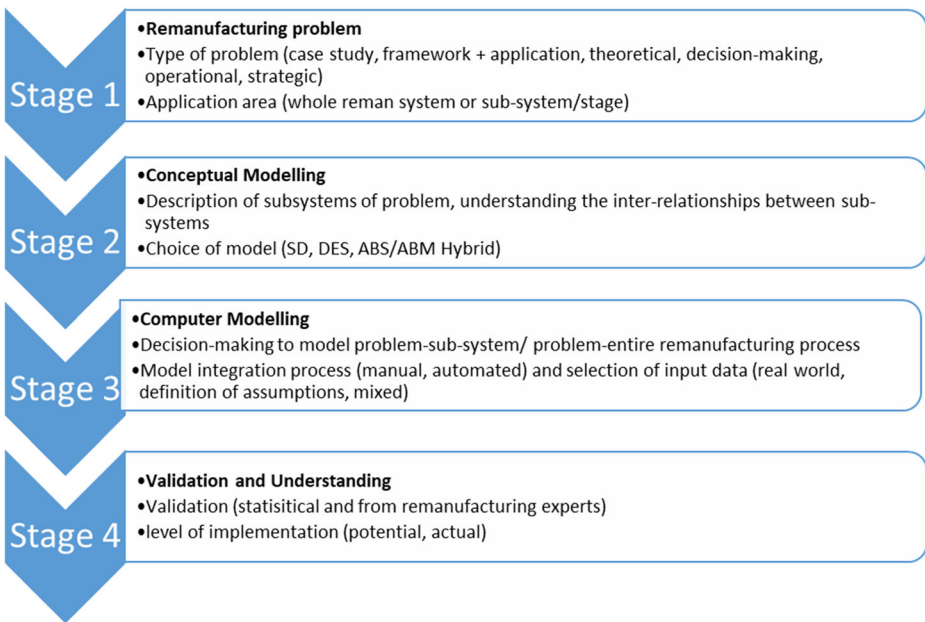 Stage 1
•Remanufacturing problem
•Type of problem (case study, framework + application, theoretical, decision-making,
operational, strategic)
•Application area (whole reman system or sub-system/stage)
Stage 2
•Conceptual Modelling
•Description of subsystems of problem, understanding the inter-relationships between sub-
systems
•Choice of model (SD, DES, ABS/ABM Hybrid)
Stage 3
•Computer Modelling
•Decision-making to model problem-sub-system/ problem-entire remanufacturing process
•Model integration process (manual, automated) and selection of input data (real world,
definition of assumptions, mixed)
Stage 4
•Validation and Understanding
•Validation (statisitical and from remanufacturing experts)
•level of implementation (potential, actual)